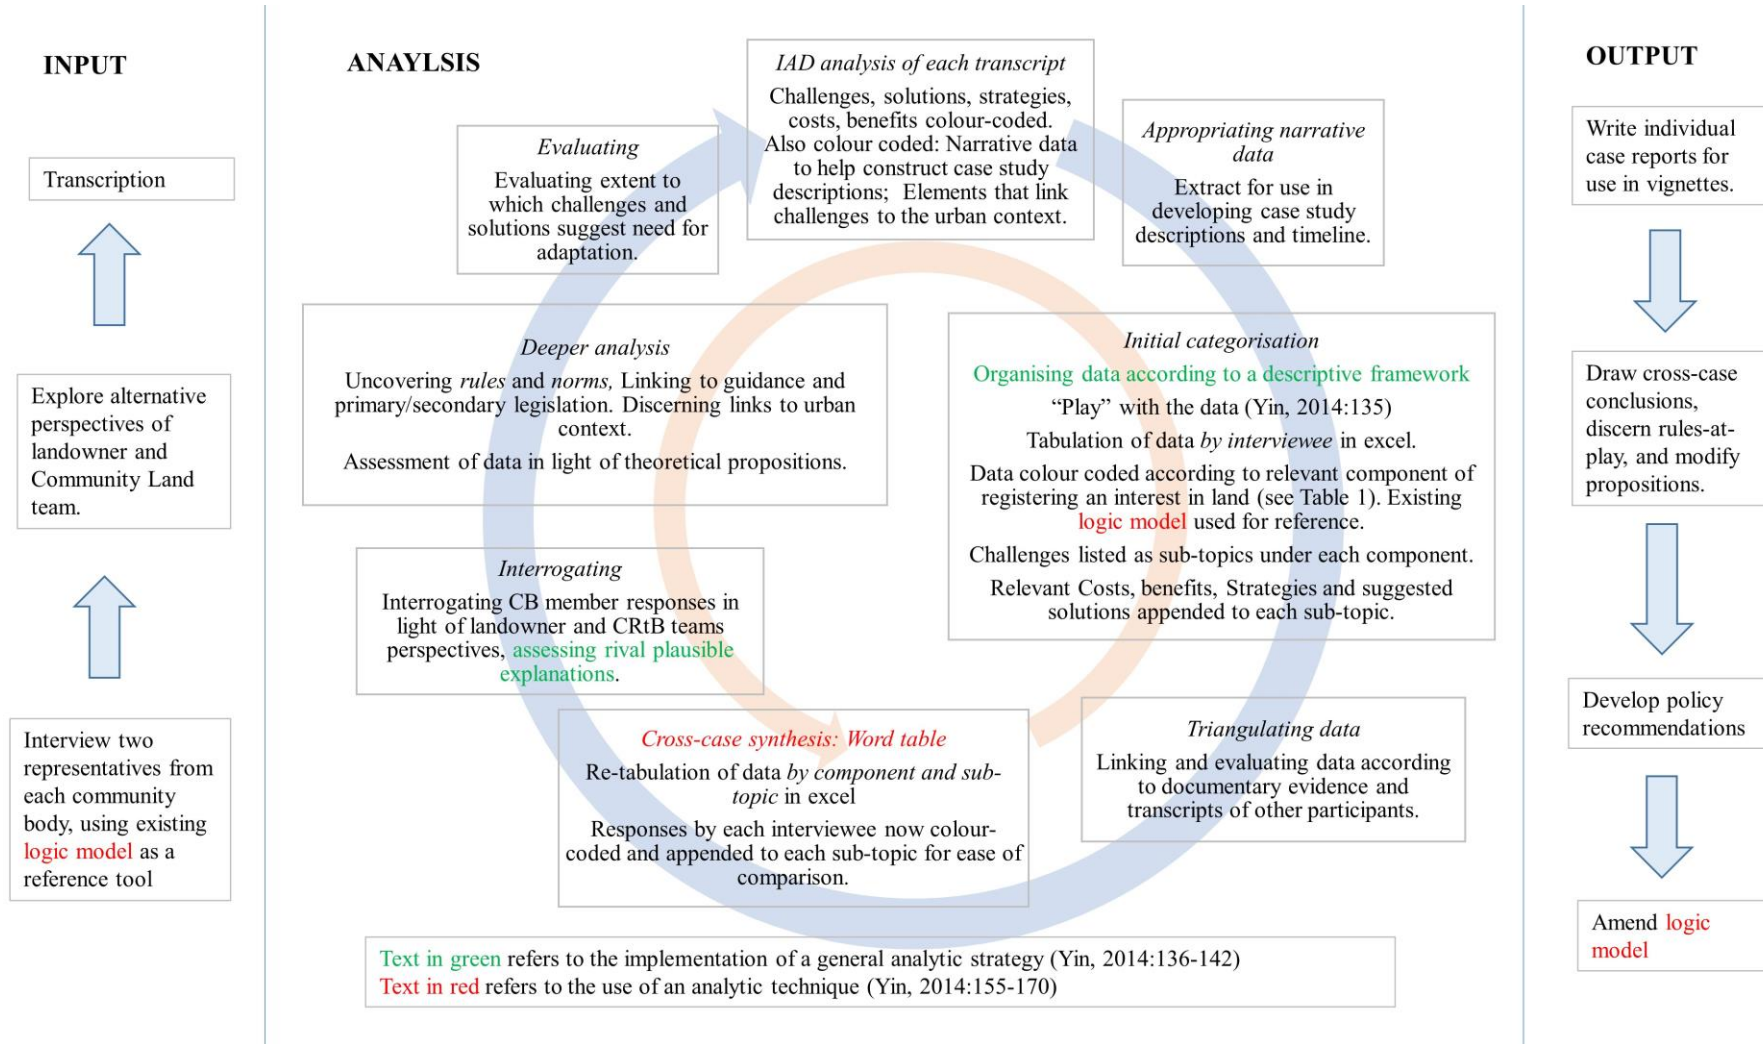 INPUT
Transcription
Explore alternative
perspectives of
landowner and
Community Land
team.
Interview two
representatives from
each community
body, using existing
logic model as a
reference tool
ANAYLSIS
IAD analysis of each transcript
Challenges, solutions, strategies,
costs, benefits colour-coded.
Also colour coded: Narrative data
to help construct case study
descriptions; Elements that link
challenges to the urban context.
Appropriating narrative
data
Extract for use in
developing case study
descriptions and timeline.
Initial categorisation
Organising data according to a descriptive framework
“Play” with the data (Yin, 2014:135)
Tabulation of data by interviewee in excel.
Data colour coded according to relevant component of
registering an interest in land (see Table 1). Existing
logic model used for reference.
Challenges listed as sub-topics under each component.
Relevant Costs, benefits, Strategies and suggested
solutions appended to each sub-topic.
Triangulating data
Linking and evaluating data according
to documentary evidence and
transcripts of other participants.
Cross-case synthesis: Word table
Re-tabulation of data by component and sub-
topic in excel
Responses by each interviewee now colour-
coded and appended to each sub-topic for ease of
comparison.
Interrogating
Interrogating CB member responses in
light of landowner and CRtB teams
perspectives, assessing rival plausible
explanations.
Deeper analysis
Uncovering rules and norms, Linking to guidance and
primary/secondary legislation. Discerning links to urban
context.
Assessment of data in light of theoretical propositions.
Evaluating
Evaluating extent to
which challenges and
solutions suggest need for
adaptation.
Text in green refers to the implementation of a general analytic strategy (Yin, 2014:136-142)
Text in red refers to the use of an analytic technique (Yin, 2014:155-170)
OUTPUT
Write individual
case reports for
use in vignettes.
Draw cross-case
conclusions,
discern rules-at-
play, and modify
propositions.
Develop policy
recommendations
Amend logic
model